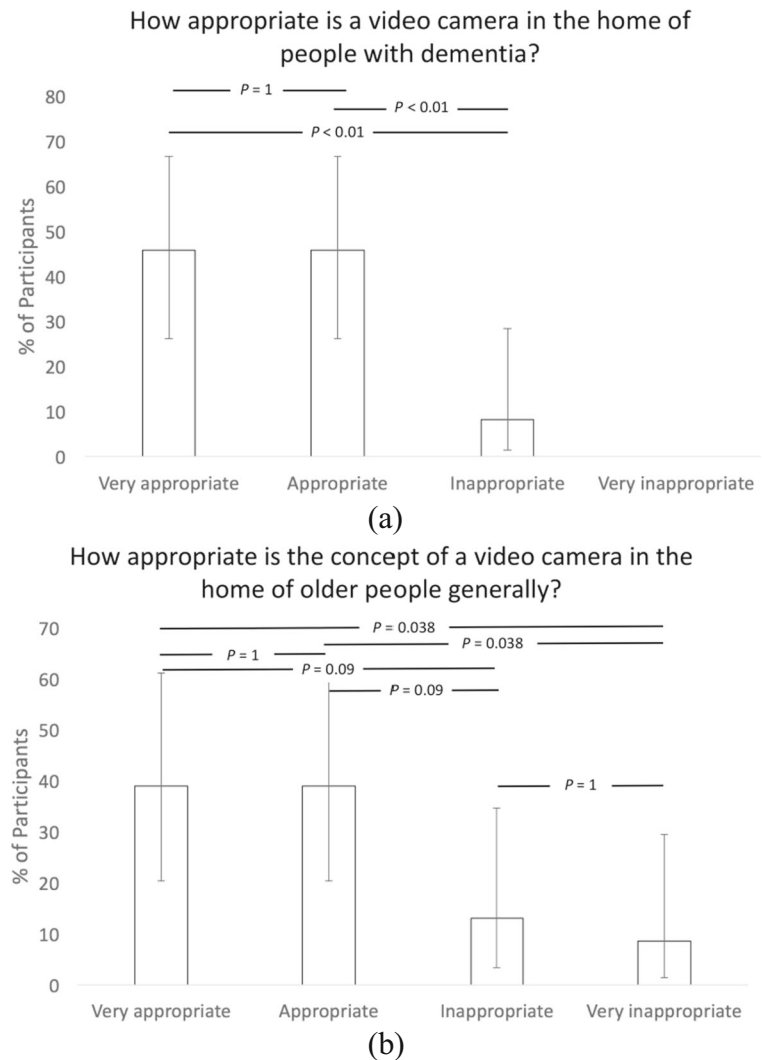 How appropriate is a video camera in the home of
people with dementia?
80
P = 1
P < 0.01
70
P < 0.01
60
50
40
30
20
10
0
% of Participants
Very appropriate Appropriate Inappropriate Very inappropriate
(a)
How appropriate is the concept of a video camera in the
home of older people generally?
70
P = 0.038
P = 0.038
P = 1
P = 0.09
60
P = 0.09
50
40
P = 1
30
20
10
0
% of Participants
Very appropriate Appropriate Inappropriate Very inappropriate
(b)